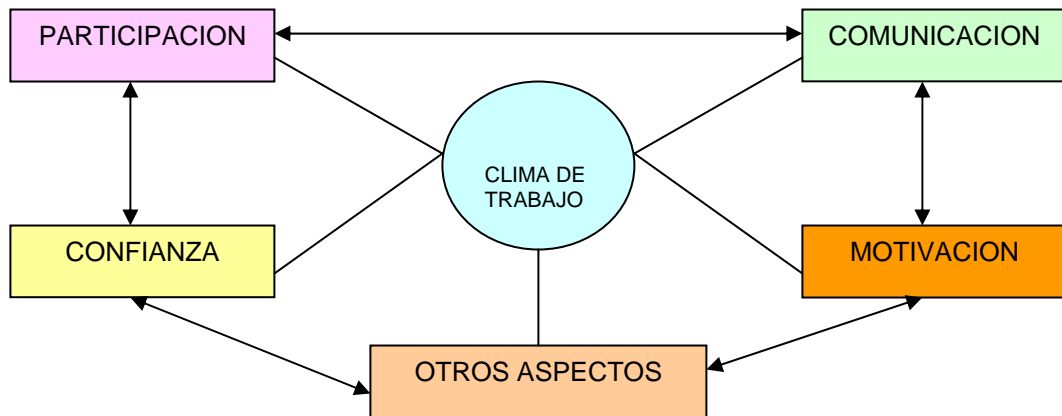 PARTICIPACION
COMUNICACION
CLIMA DE
TRABAJO
CONFIANZA
MOTIVACION
OTROS ASPECTOS